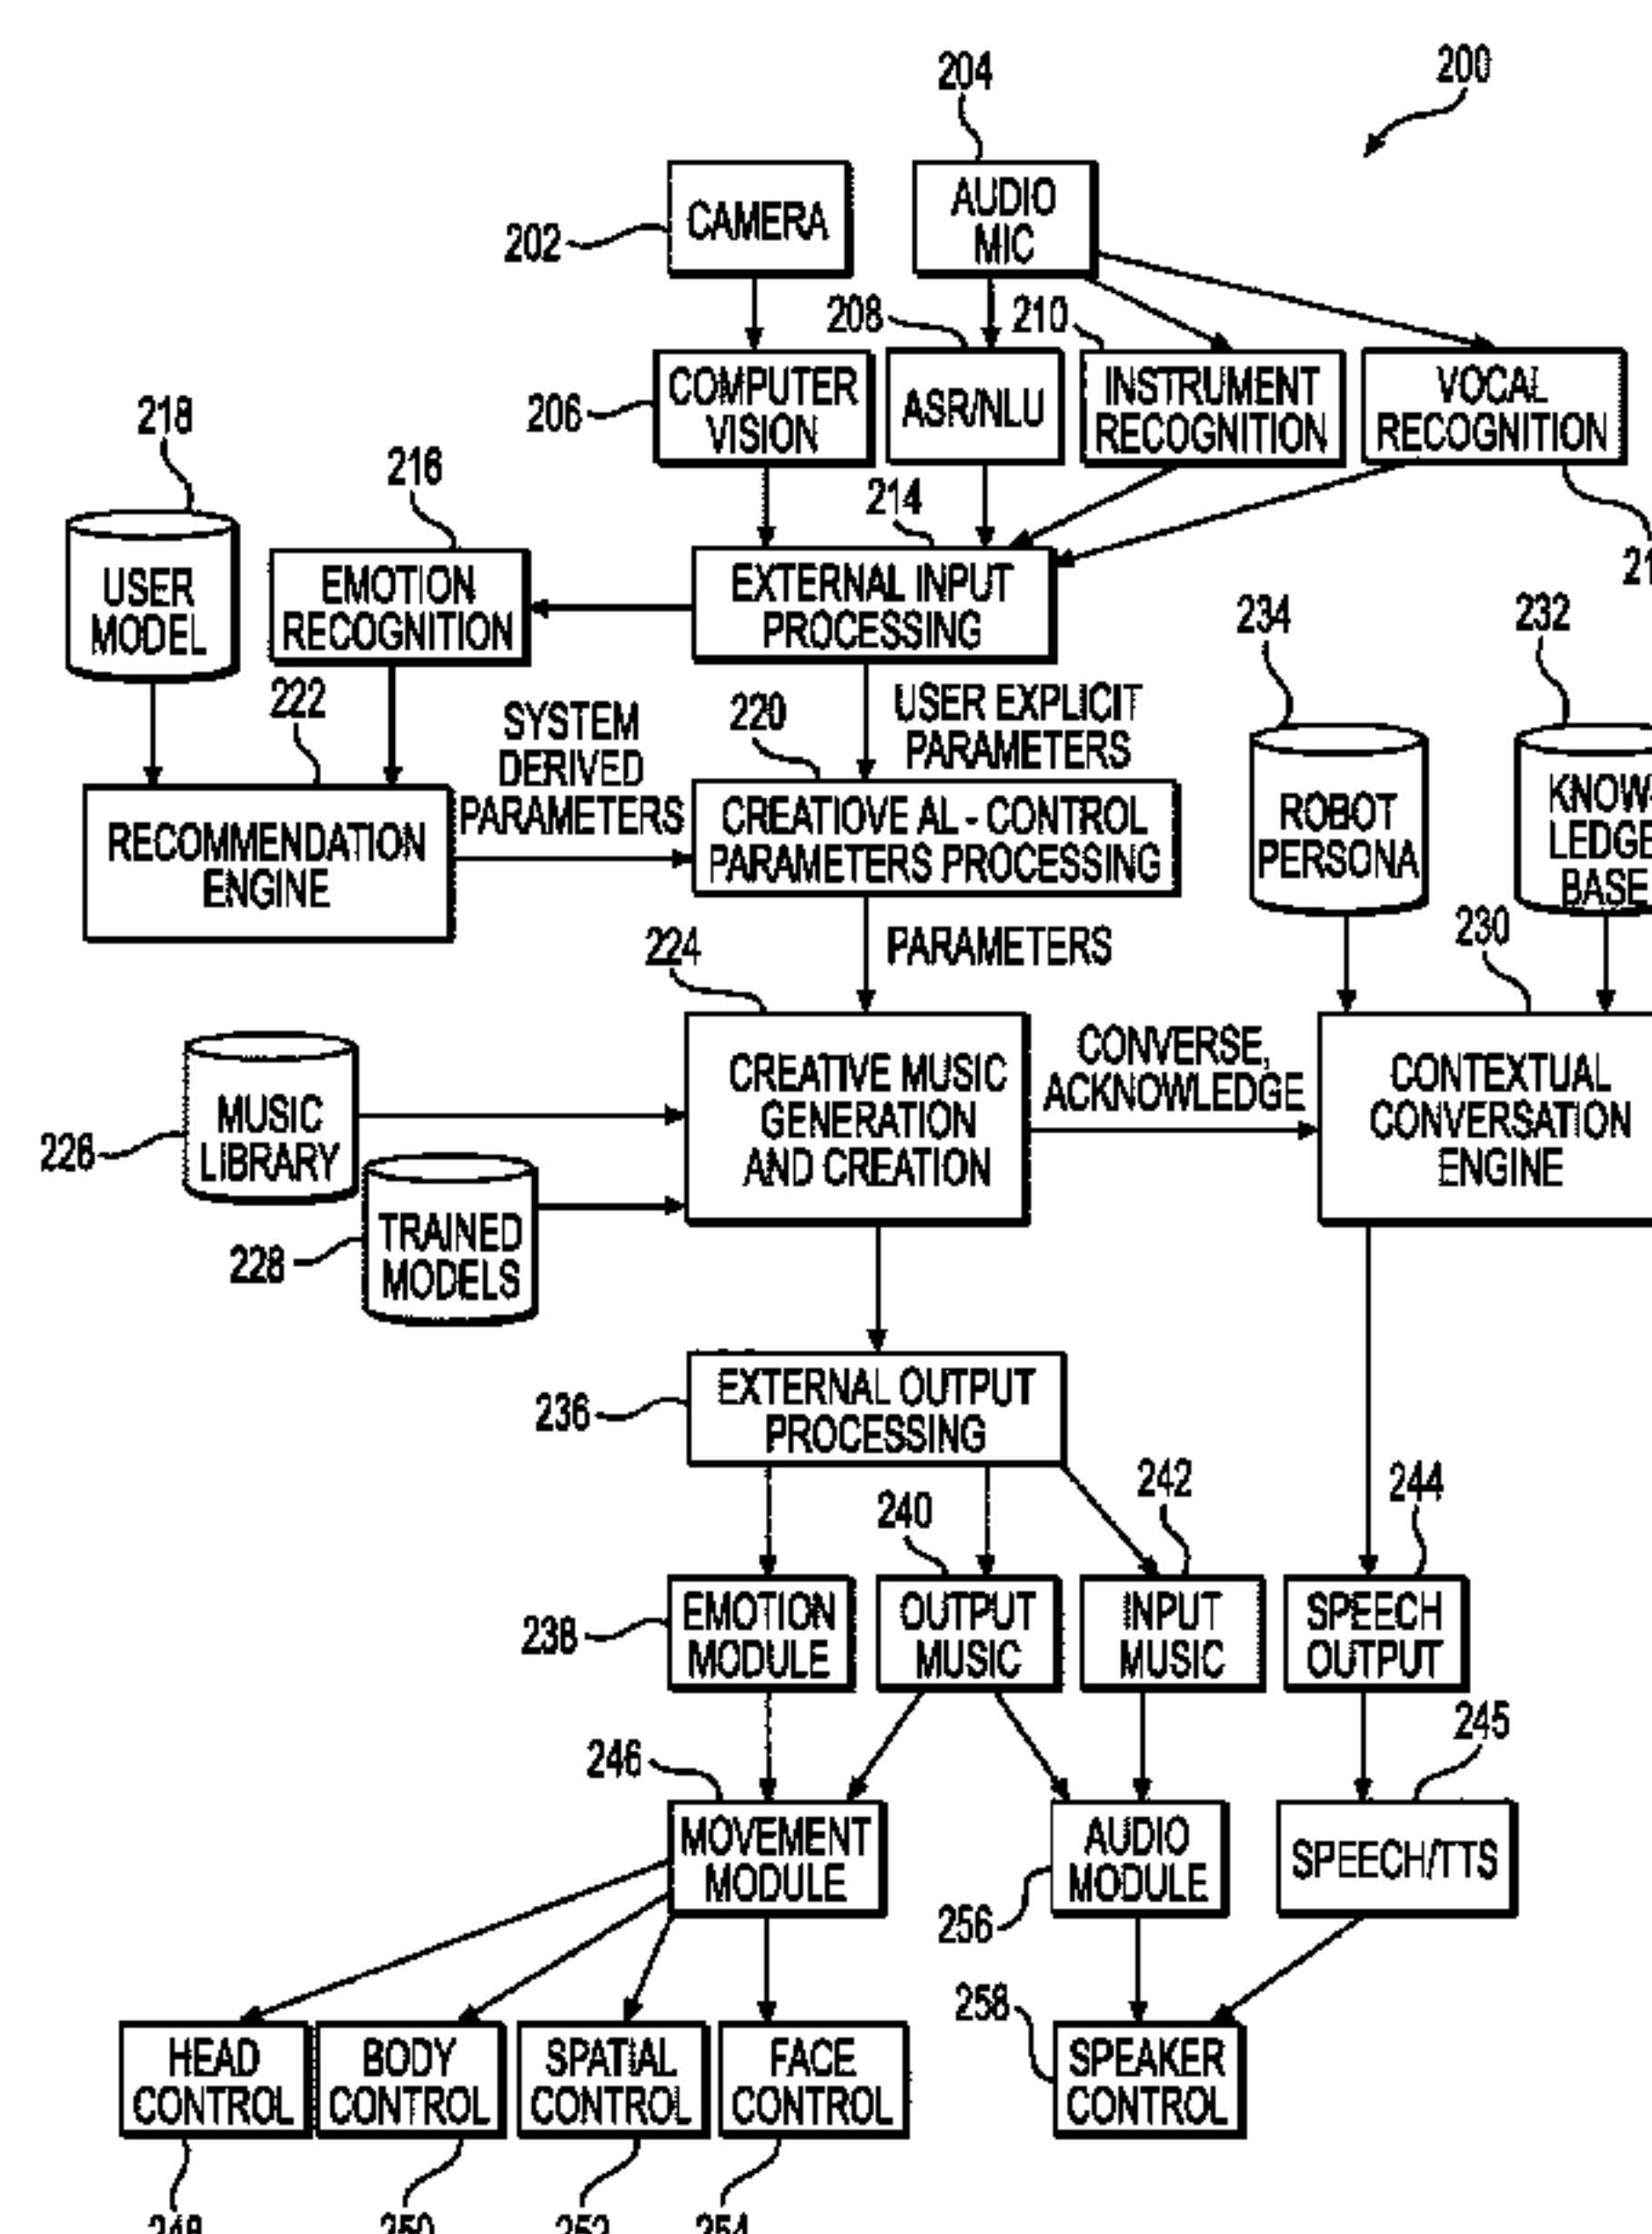 204
200
CAMERA
AUDIO
MIC
202
208
210
COMPUTER
VISION
ASR/NLU
INSTRUMENT
RECOGNITION
VOCAL
RECOGNITION
206
218
216
214
USER
MODEL
EMOTION
RECOGNITION
EXTERNAL INPUT
PROCESSING
234
232
222
SYSTEM
DERIVED
PARAMETERS
220
USER EXPLICIT
PARAMETERS
RECOMMENDATION
ENGINE
CREATIOVE AL - CONTROL
PARAMETERS PROCESSING
ROBOT
PERSONA
KNOW-
LEDGE
BASE
224
PARAMETERS
230
MUSIC
LIBRARY
226
CREATIVE MUSIC
GENERATION
AND CREATION
CONVERSE,
ACKNOWLEDGE
CONTEXTUAL
CONVERSATION
ENGINE
TRAINED
MODELS
228
EXTERNAL OUTPUT
PROCESSING
236
240
242
244
EMOTION
MODULE
OUTPUT
MUSIC
INPUT
MUSIC
SPEECH
OUTPUT
238
246
245
MOVEMENT
MODULE
AUDIO
MODULE
SPEECH/TTS
256
258
HEAD
CONTROL
BODY
CONTROL
SPATIAL
CONTROL
FACE
CONTROL
SPEAKER
CONTROL